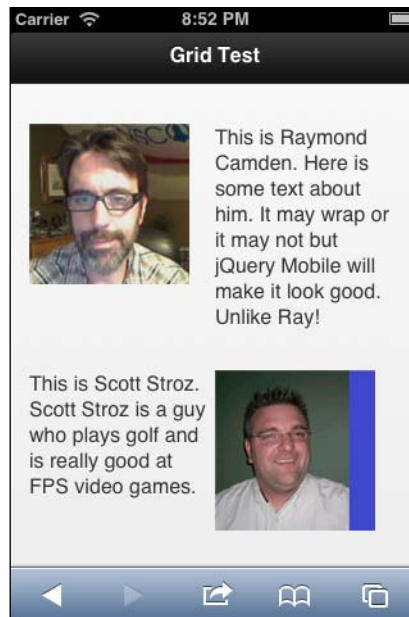 Carrier 8:52 PM
Grid Test
This is Raymond
Camden. Here is
some text about
him. It may wrap or
it may not but
jQuery Mobile will
make it look good.
Unlike Ray!
This is Scott Stroz.
Scott Stroz is a guy
who plays golf and
is really good at
FPS video games.